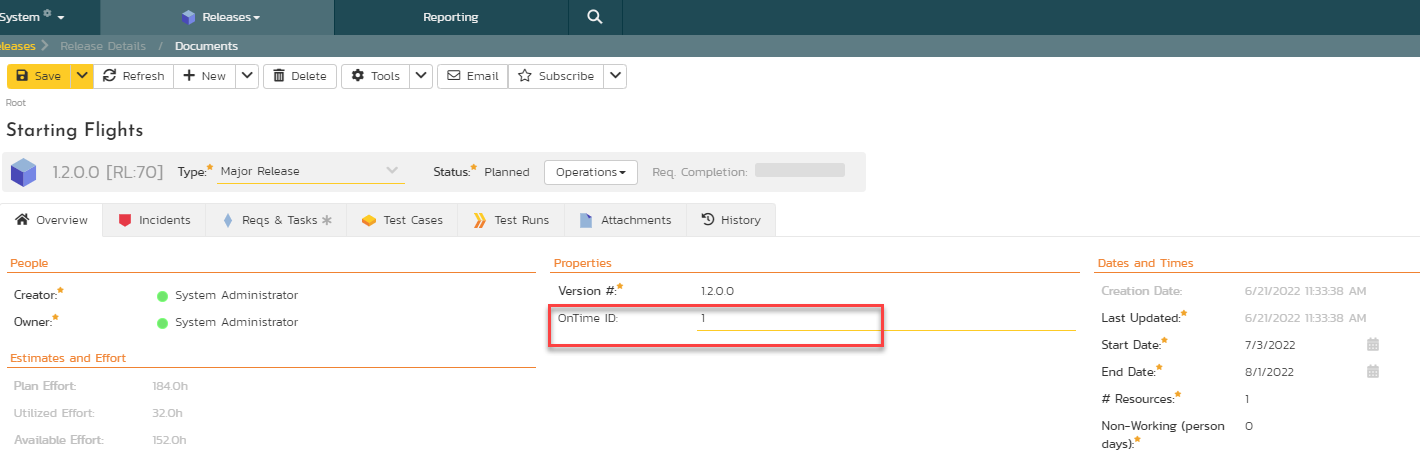 System
Releases
Reporting
eleases > Release Details / Documents
Save Refresh New Delete Tools Email Subscribe
Root
Starting Flights
1.2.0.0 [RL:70] Type:* Major Release Status:* Planned Operations Req. Completion:
Overview Incidents Reqs & Tasks * Test Cases Test Runs Attachments History
People
Creator:* System Administrator
Owner:* System Administrator
Estimates and Effort
Plan Effort: 184.0h
Utilized Effort: 32.0h
Available Effort: 152.0h
Properties
Version #:* 1.2.0.0
OnTime ID: 1
Dates and Times
Creation Date: 6/21/2022 11:33:38 AM
Last Updated:* 6/21/2022 11:33:38 AM
Start Date:* 7/3/2022
End Date:* 8/1/2022
# Resources:* 1
Non-Working (person 0
days):*